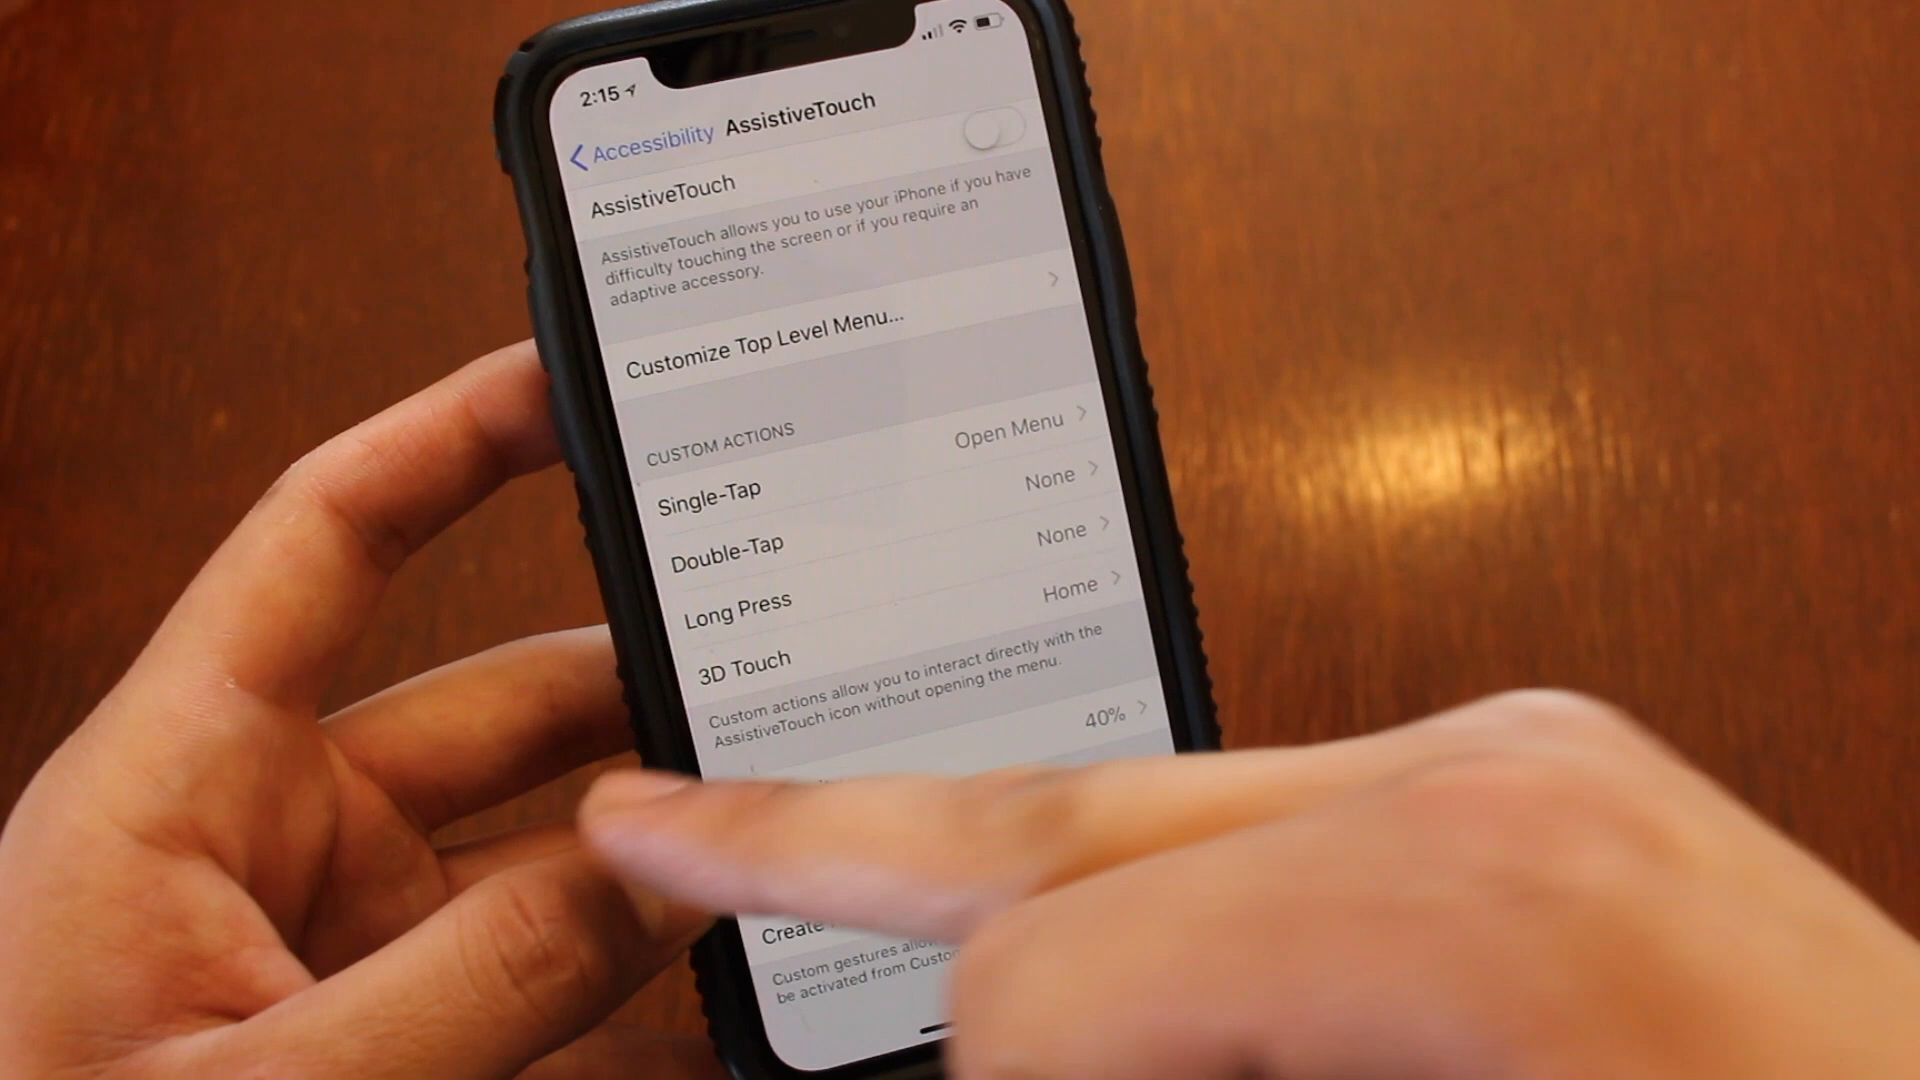 2:15
Accessibility AssistiveTouch
AssistiveTouch
AssistiveTouch allows you to use your iPhone if you have
difficulty touching the screen or if you require an
adaptive accessory.
Customize Top Level Menu...
CUSTOM ACTIONS
Single-Tap Open Menu
Double-Tap None
Long Press None
3D Touch Home
Custom actions allow you to interact directly with the
AssistiveTouch icon without opening the menu.
40%
Create
Custom gestures
be activated from